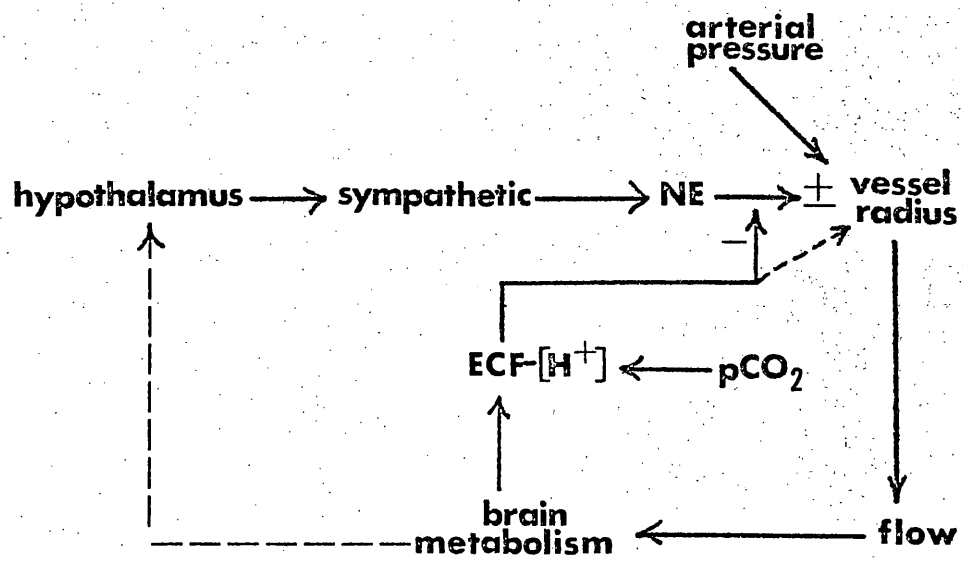 arterial
pressure
hypothalamus
sympathetic
NE
±
vessel
radius
−
ECF-[H⁺]
pCO₂
brain
metabolism
flow